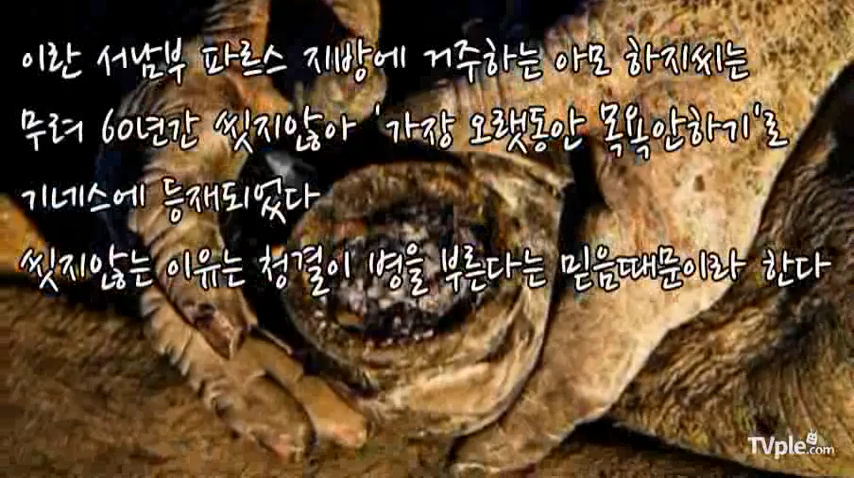 이란 서남부 파르스 지방에 거주하는 아모 하지씨는
무려 60년간 씻지않아 '가장 오랫동안 목욕안하기'로
기네스에 등재되었다
씻지않는 이유는 청결이 병을 부른다는 믿음때문이라 한다
TVple.com